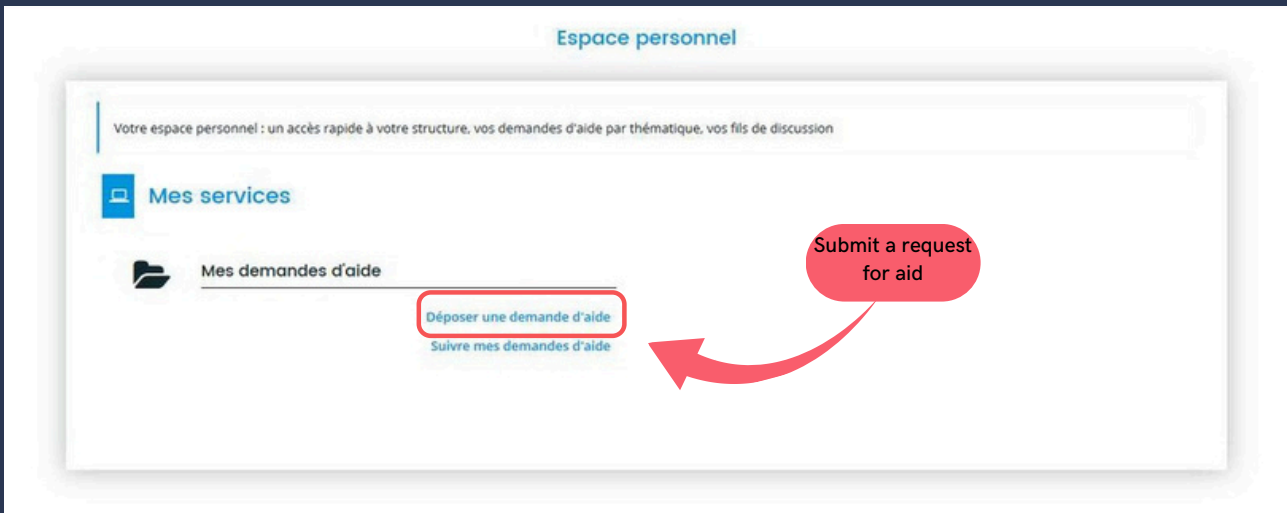 Espace personnel
Votre espace personnel : un accès rapide à votre structure, vos demandes d'aide par thématique, vos fils de discussion
Mes services
Mes demandes d'aide
Submit a request
for aid
Déposer une demande d'aide
Suivre mes demandes d'aide